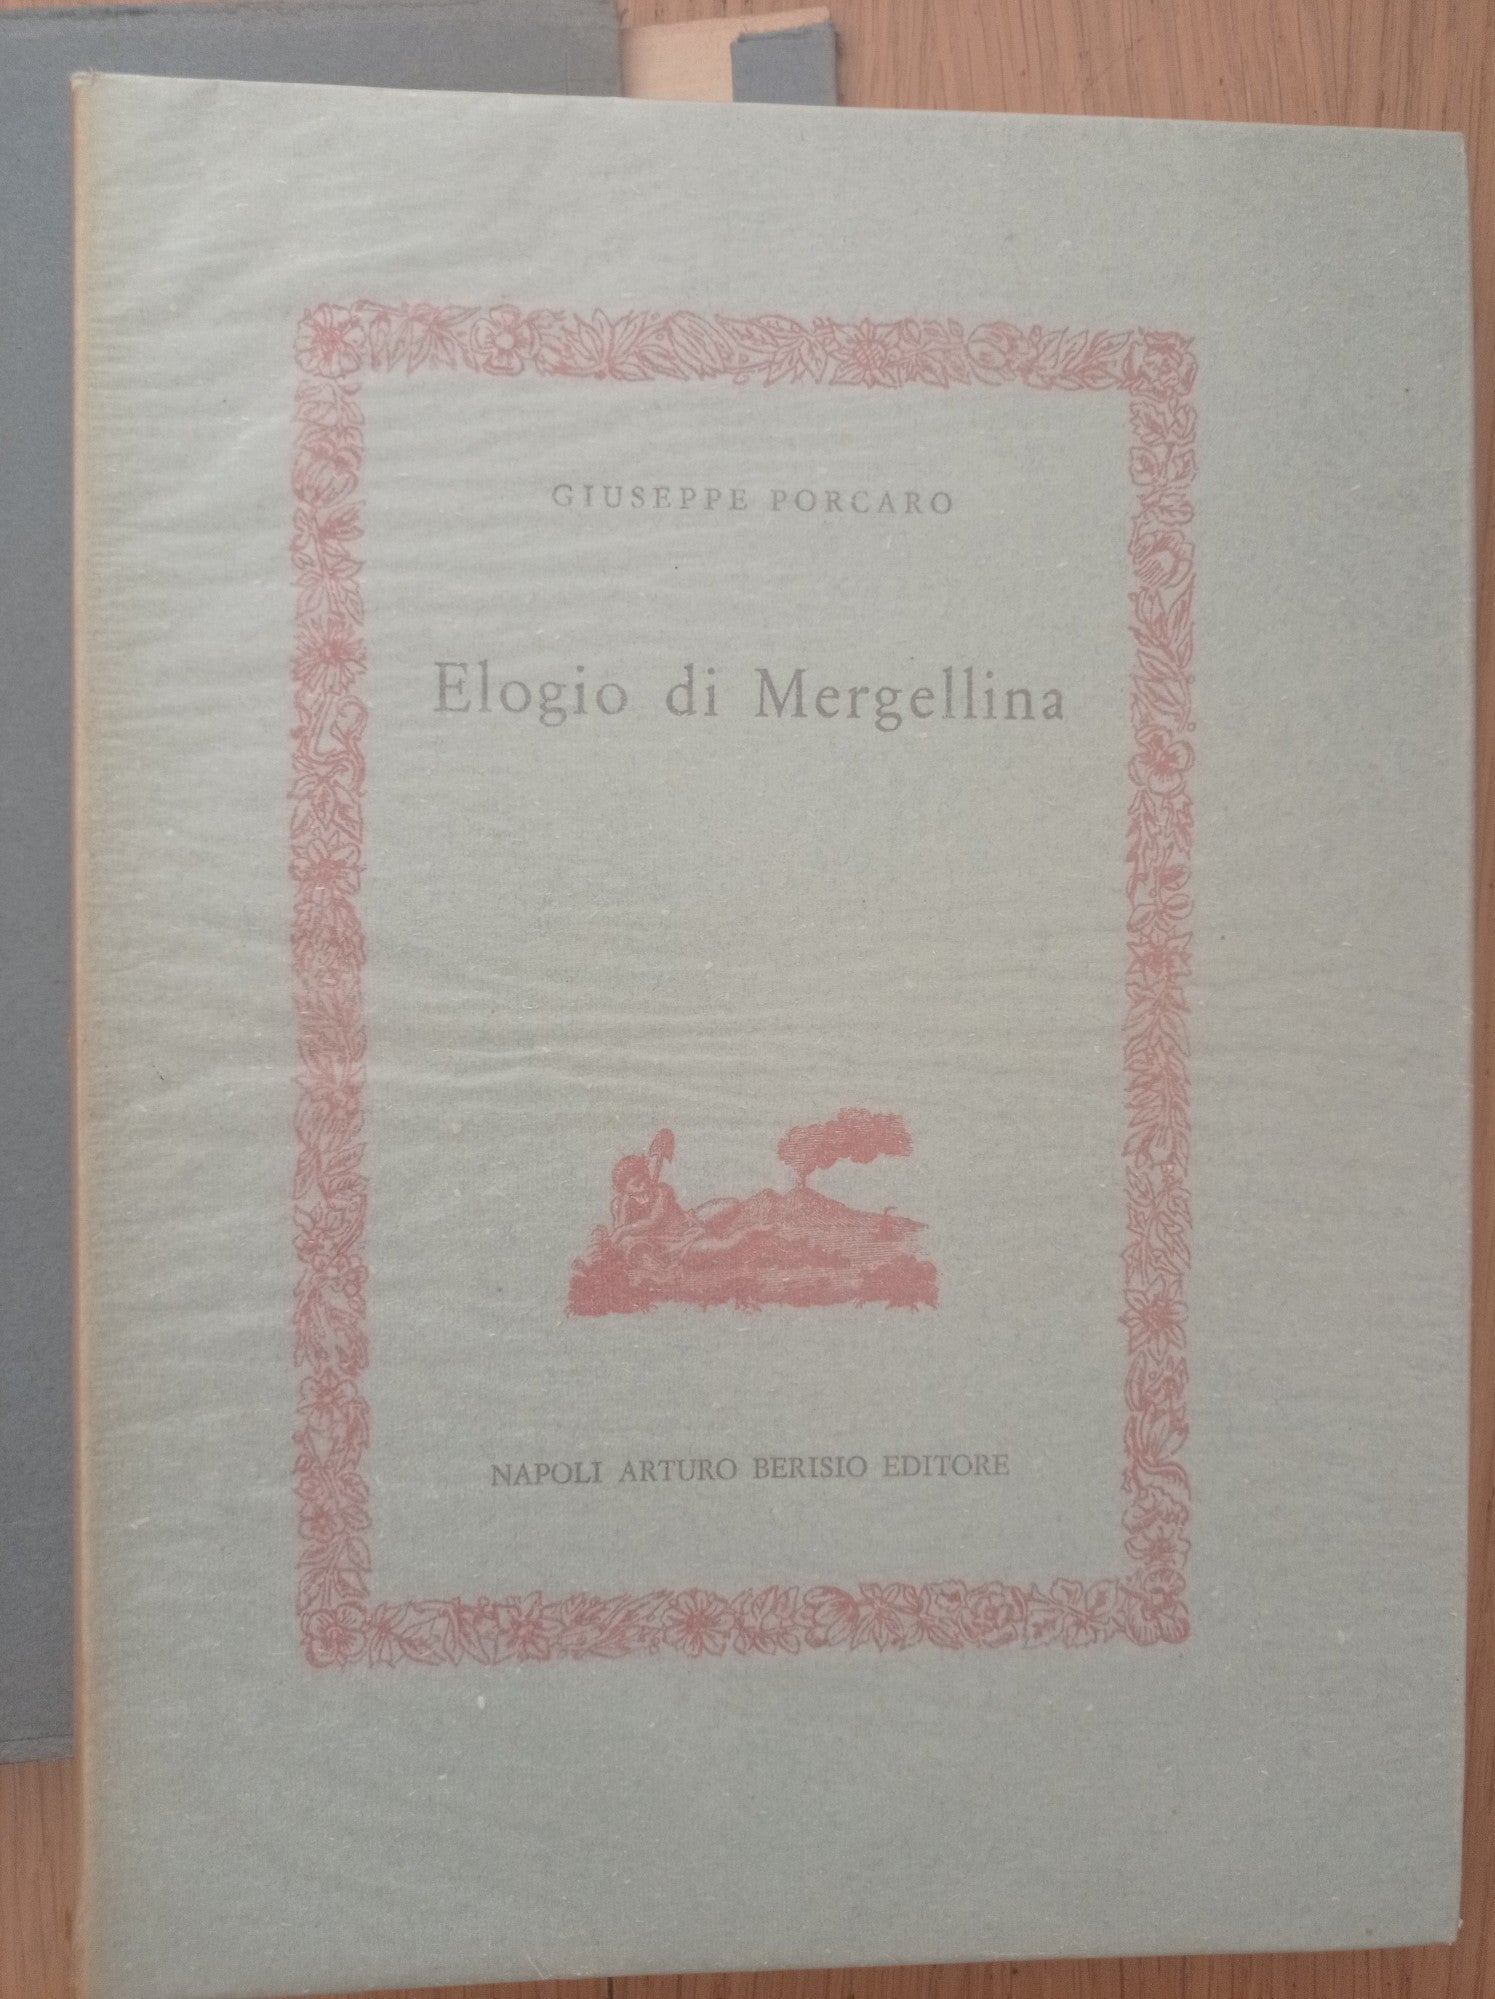 GIUSEPPE PORCARO
Elogio di Mergellina
NAPOLI ARTURO BERISIO EDITORE